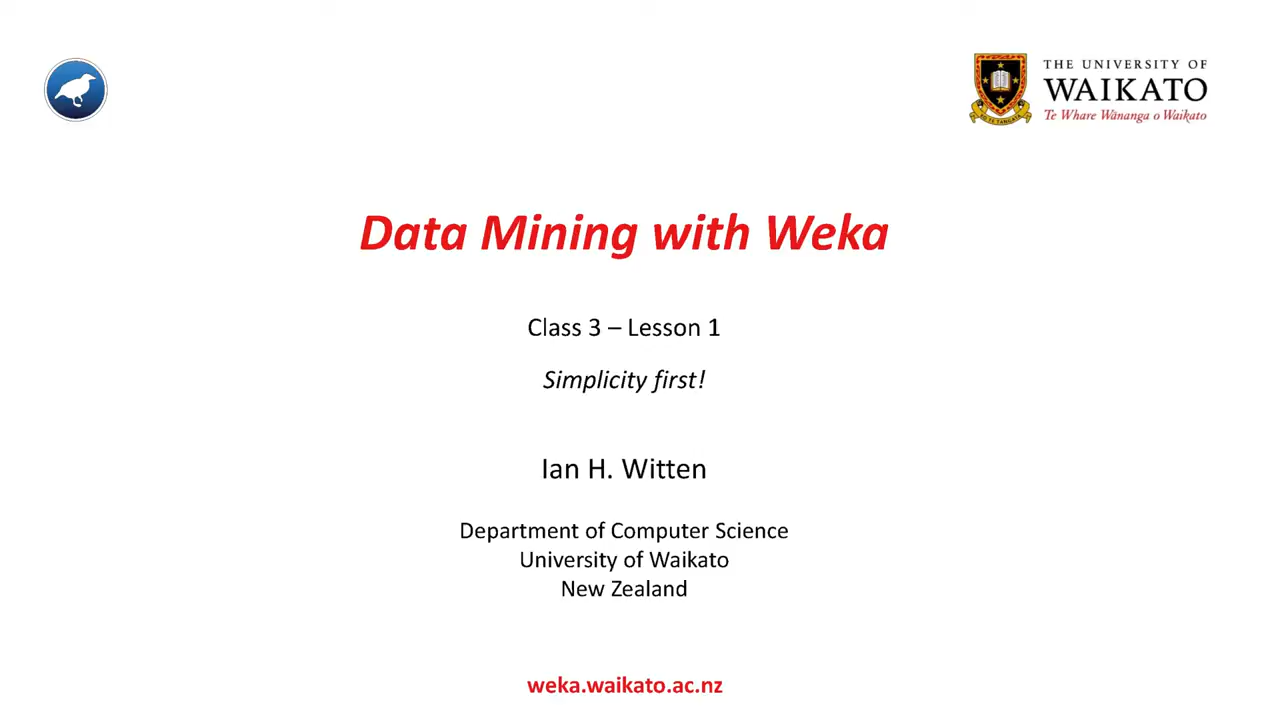 THE UNIVERSITY OF
WAIKATO
Te Whare Wānanga o Waikato
Data Mining with Weka
Class 3 – Lesson 1
Simplicity first!
Ian H. Witten
Department of Computer Science
University of Waikato
New Zealand
weka.waikato.ac.nz